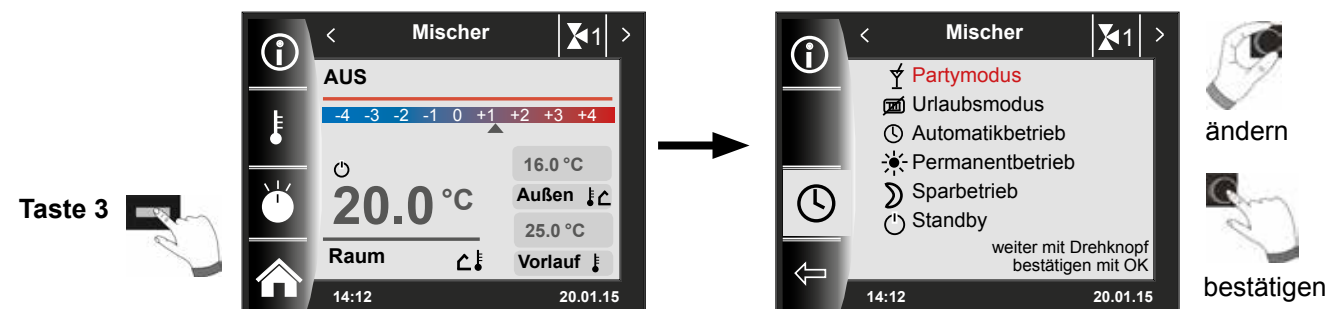 Taste 3
< Mischer 1 >
AUS
-4 -3 -2 -1 0 +1 +2 +3 +4
16.0 °C
20.0 °C
Außen
25.0 °C
Raum
Vorlauf
14:12 20.01.15
< Mischer 1 >
Partymodus
Urlaubsmodus
Automatikbetrieb
Permanentbetrieb
Sparbetrieb
Standby
weiter mit Drehknopf
bestätigen mit OK
14:12 20.01.15
ändern
bestätigen